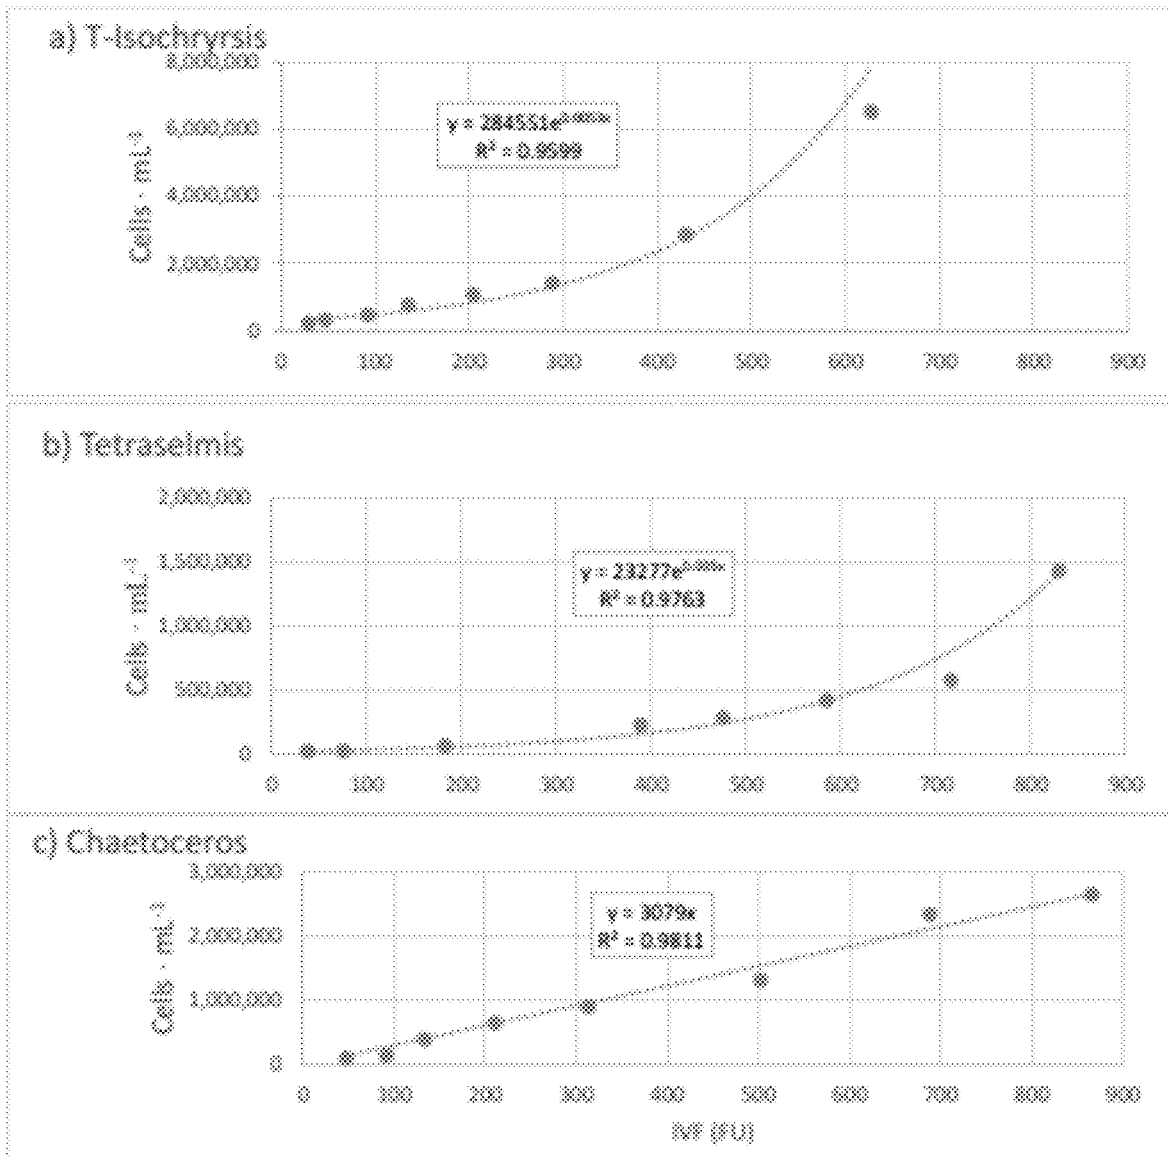 a) T-Isochryrsis
8,000,000
6,000,000
4,000,000
2,000,000
0
Cells · mL⁻¹
y = 284551e
R² = 0.9599
0 100 200 300 400 500 600 700 800 900
b) Tetraselmis
2,000,000
1,500,000
1,000,000
500,000
0
Cells · mL⁻¹
y = 23277e
R² = 0.9763
0 100 200 300 400 500 600 700 800 900
c) Chaetoceros
3,000,000
2,000,000
1,000,000
0
Cells · mL⁻¹
y = 3079x
R² = 0.9811
0 100 200 300 400 500 600 700 800 900
IVF (FU)